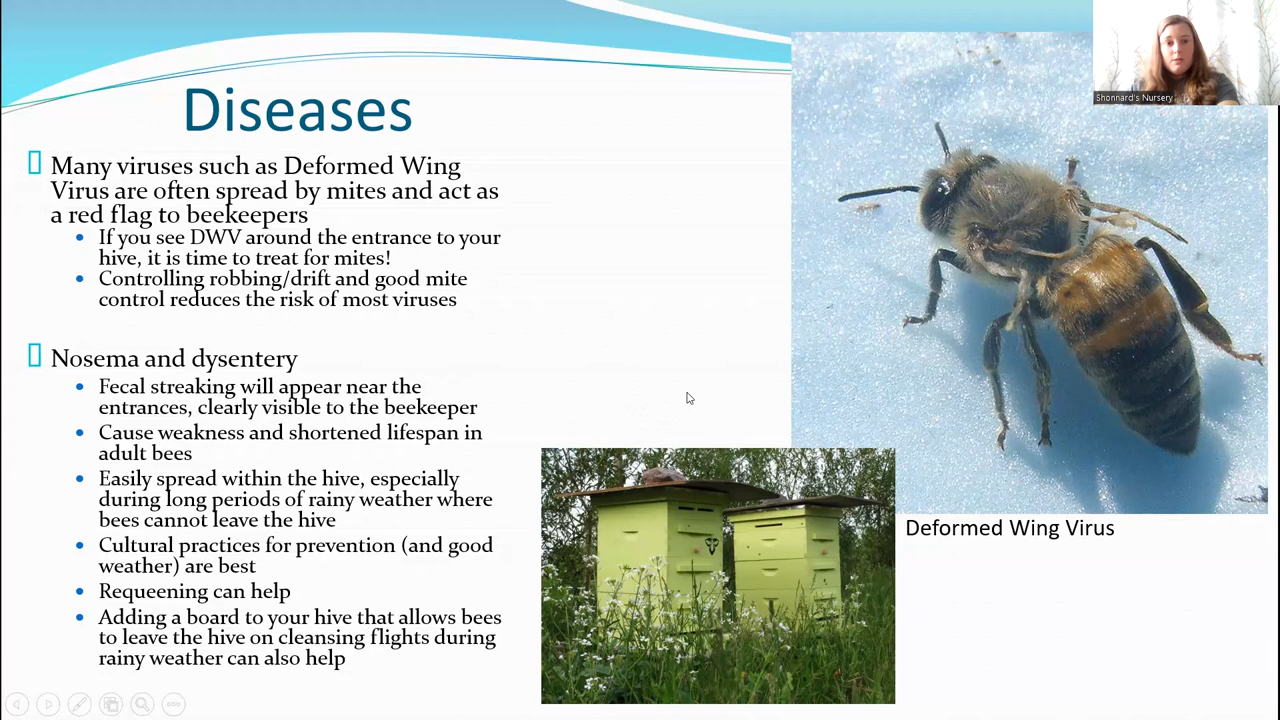 Diseases
Many viruses such as Deformed Wing
Virus are often spread by mites and act as
a red flag to beekeepers
If you see DWV around the entrance to your
hive, it is time to treat for mites!
Controlling robbing/drift and good mite
control reduces the risk of most viruses
Nosema and dysentery
Fecal streaking will appear near the
entrances, clearly visible to the beekeeper
Cause weakness and shortened lifespan in
adult bees
Easily spread within the hive, especially
during long periods of rainy weather where
bees cannot leave the hive
Cultural practices for prevention (and good
weather) are best
Requeening can help
Adding a board to your hive that allows bees
to leave the hive on cleansing flights during
rainy weather can also help
Deformed Wing Virus
Shonnard's Nursery